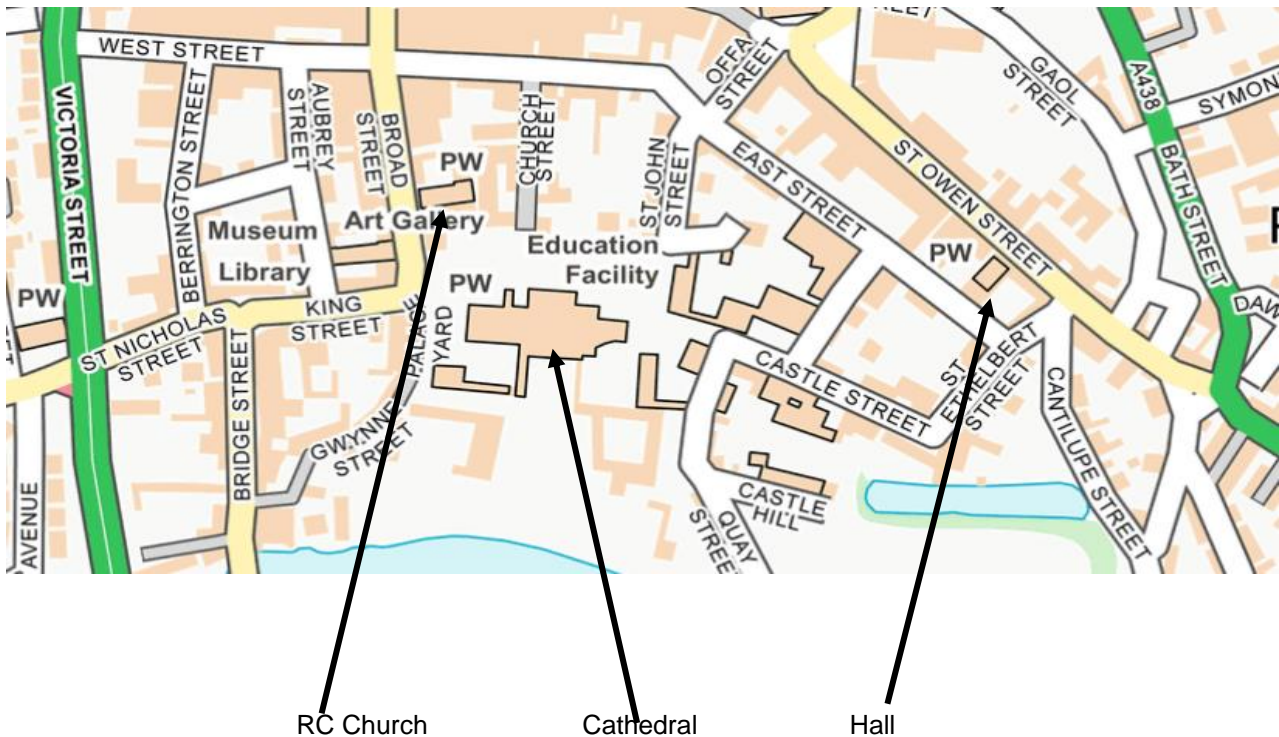 WEST STREET
VICTORIA STREET
BERRINGTON STREET
AUBREY
STREET
BROAD
STREET
PW
CHURCH
STREET
OFFA
STREET
ST JOHN
STREET
EAST STREET
ST OWEN STREET
GAOL
STREET
A438
BATH STREET
SYMON
DAW
Museum
Library
Art Gallery
Education
Facility
PW
PW
PW
ST NICHOLAS
STREET
KING
STREET
PALACE
YARD
BRIDGE STREET
GWYNNE
STREET
CASTLE STREET
ST
ETHELBERT
STREET
CANTILUPE STREET
CASTLE
HILL
QUAY
STREET
AVENUE
RC Church
Cathedral
Hall